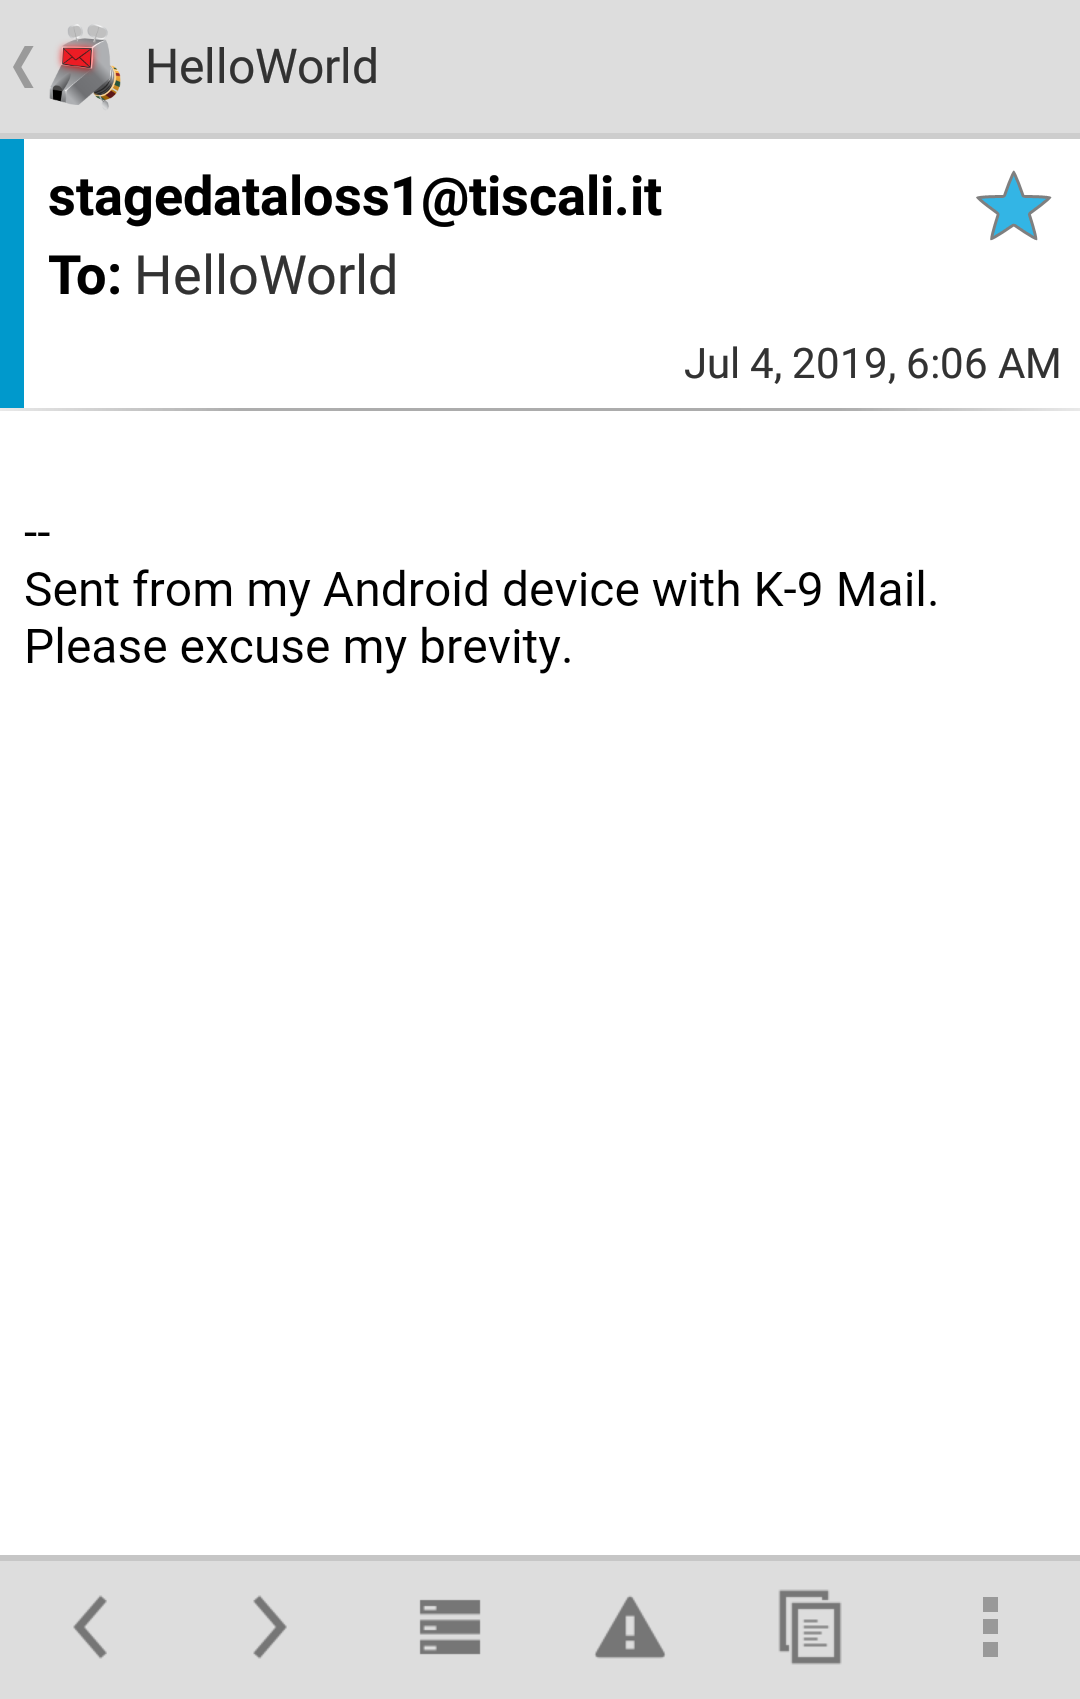 HelloWorld
stagedataloss1@tiscali.it
To: HelloWorld
Jul 4, 2019, 6:06 AM
--
Sent from my Android device with K-9 Mail.
Please excuse my brevity.